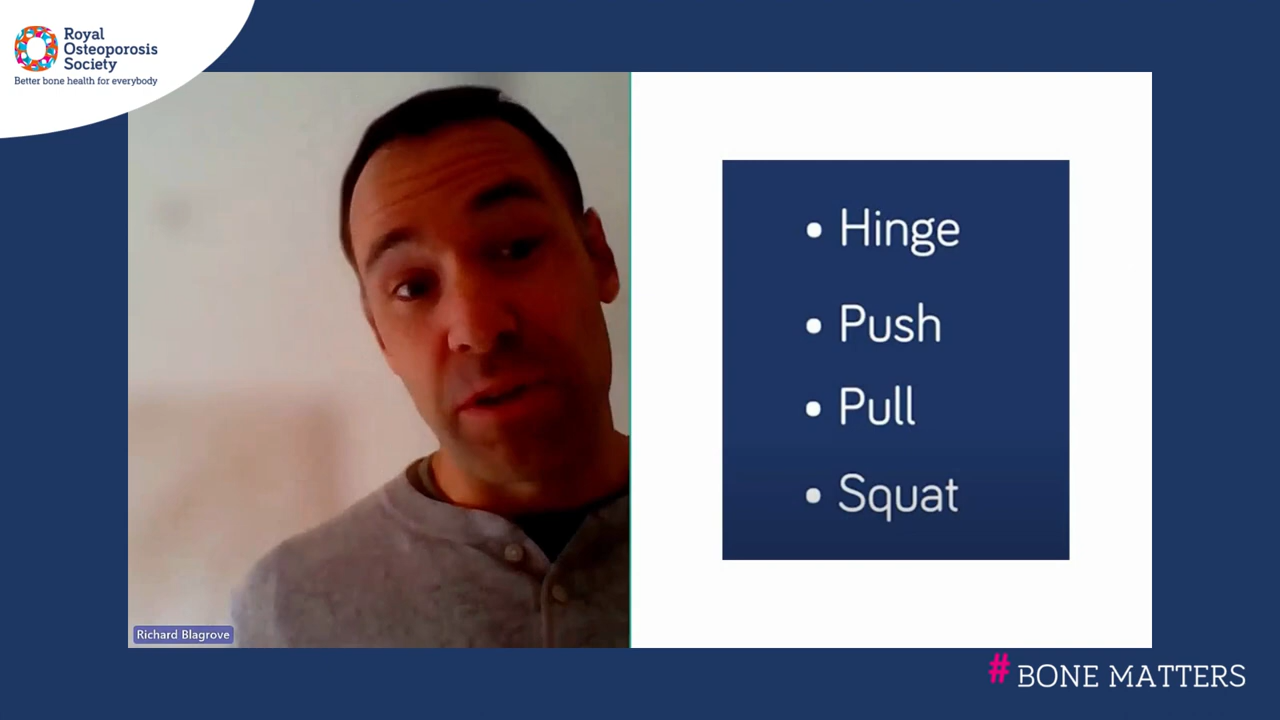 Royal
Osteoporosis
Society
Better bone health for everybody
• Hinge
• Push
• Pull
• Squat
Richard Blagrove
# BONE MATTERS